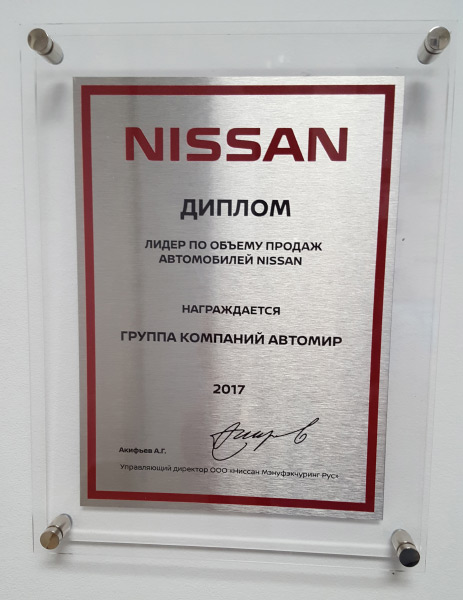 NISSAN
ДИПЛОМ
ЛИДЕР ПО ОБЪЕМУ ПРОДАЖ
АВТОМОБИЛЕЙ NISSAN
НАГРАЖДАЕТСЯ
ГРУППА КОМПАНИЙ АВТОМИР
2017
Акифьев А.Г.
Управляющий директор ООО «Ниссан Мэнуфэкчуринг Рус»